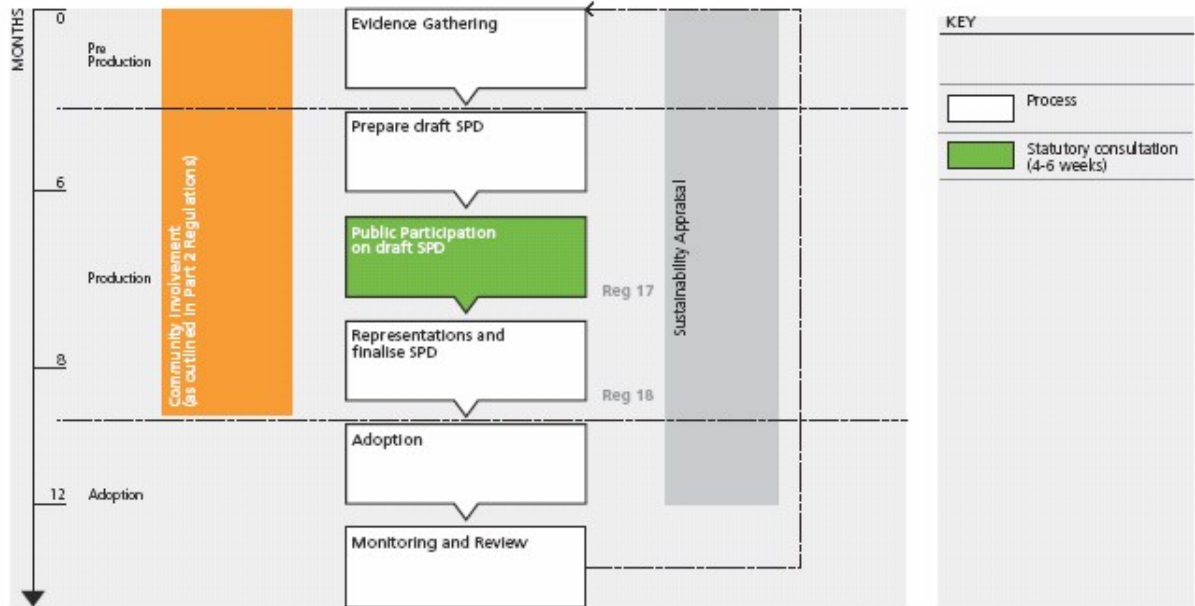 MONTHS
0
Pre
Production
6
Production
8
12
Adoption
Community Involvement
(as outlined in Part 2 Regulations)
Evidence Gathering
Prepare draft SPD
Public Participation
on draft SPD
Reg 17
Representations and
finalise SPD
Reg 18
Adoption
Monitoring and Review
Sustainability Appraisal
KEY
Process
Statutory consultation
(4-6 weeks)